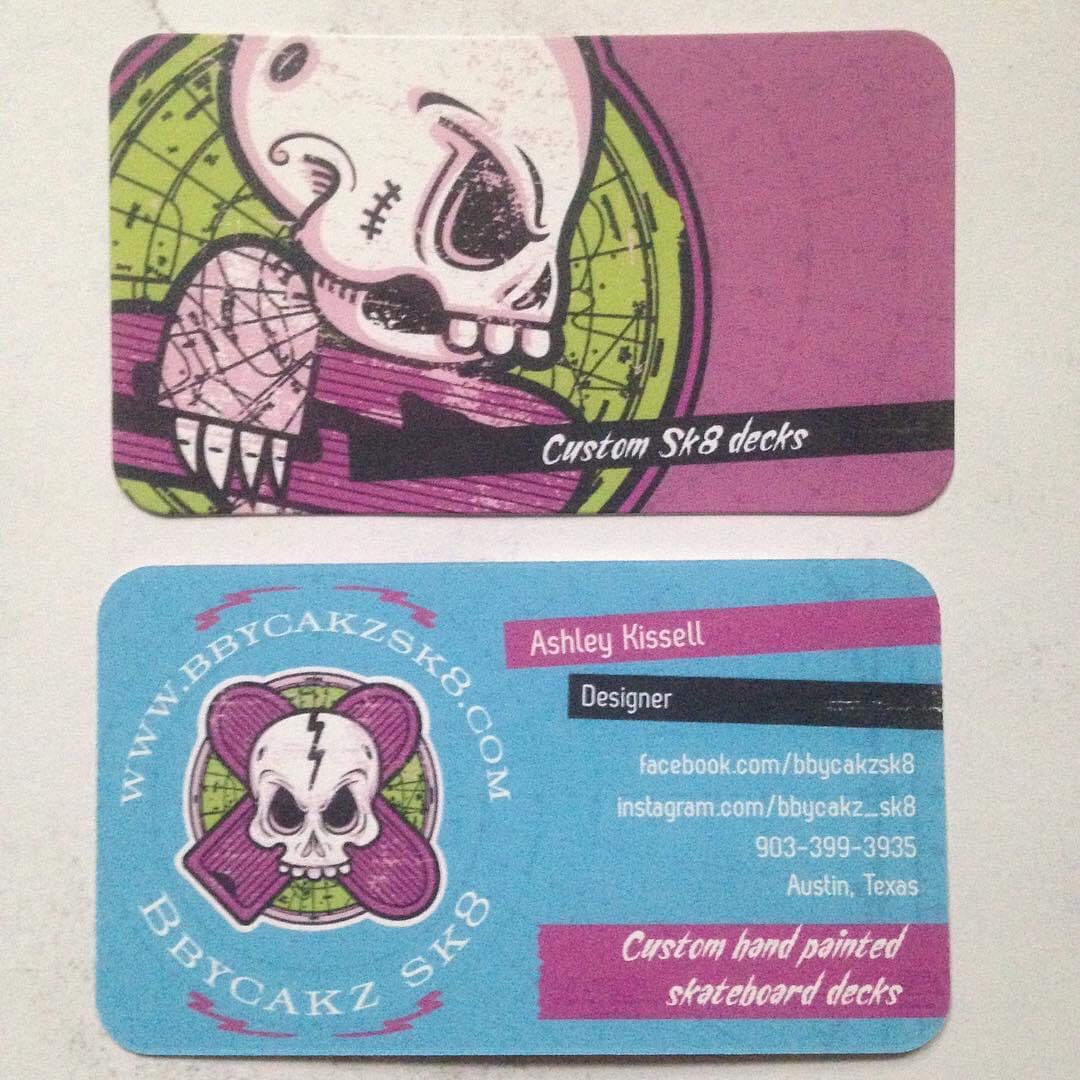 Custom Sk8 decks
www.BBYCAKZSK8.COM
BBYCAKZ SK8
Ashley Kissell
Designer
facebook.com/bbycakzsk8
instagram.com/bbycakz_sk8
903-399-3935
Austin, Texas
Custom hand painted
skateboard decks